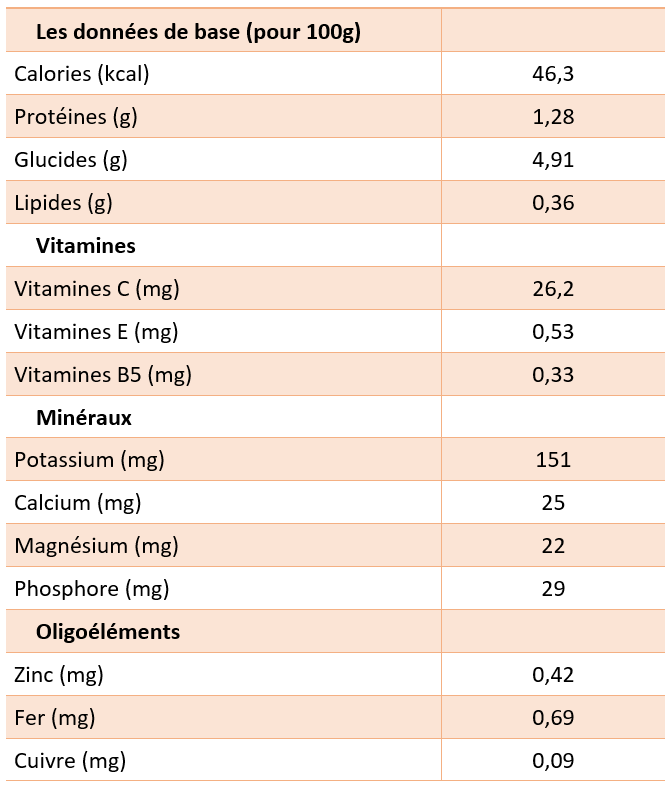 Les données de base (pour 100g)
Calories (kcal) 46,3
Protéines (g) 1,28
Glucides (g) 4,91
Lipides (g) 0,36
Vitamines
Vitamines C (mg) 26,2
Vitamines E (mg) 0,53
Vitamines B5 (mg) 0,33
Minéraux
Potassium (mg) 151
Calcium (mg) 25
Magnésium (mg) 22
Phosphore (mg) 29
Oligoéléments
Zinc (mg) 0,42
Fer (mg) 0,69
Cuivre (mg) 0,09